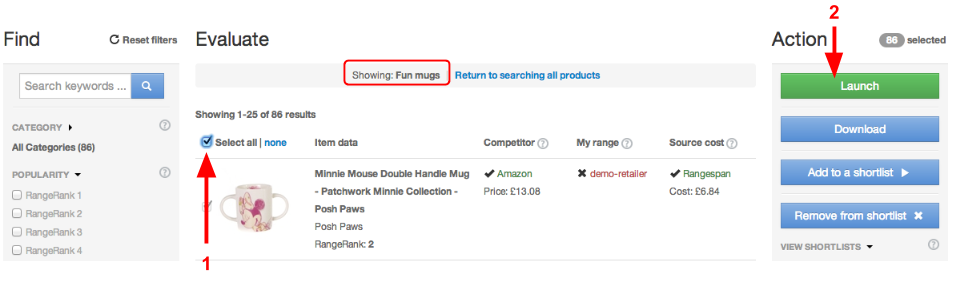 2
Find
Reset filters
Evaluate
Action
86 selected
Showing: Fun mugs
Return to searching all products
Search keywords ...
Launch
Showing 1-25 of 86 results
CATEGORY
All Categories (86)
Select all | none
Item data
Competitor
My range
Source cost
Download
POPULARITY
RangeRank 1
RangeRank 2
RangeRank 3
RangeRank 4
Minnie Mouse Double Handle Mug
- Patchwork Minnie Collection -
Posh Paws
Posh Paws
RangeRank: 2
Amazon
Price: £13.08
demo-retailer
Rangespan
Cost: £6.84
Add to a shortlist
Remove from shortlist
VIEW SHORTLISTS
1